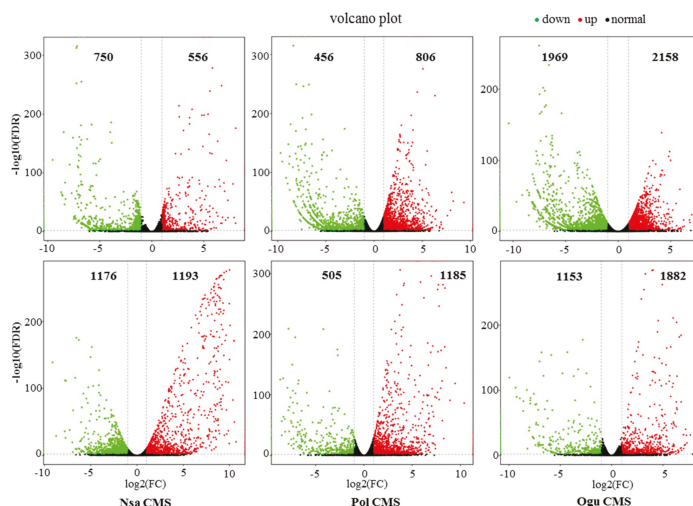 volcano plot
down up normal
750 556
456 806
1969 2158
-log10(FDR)
300
200
100
0
300
200
100
0
200
100
0
-10 -5 0 5
-10 -5 0 5 10
-10 -5 0 5
1176 1193
505 1185
1153 1882
-log10(FDR)
200
100
0
300
200
100
0
200
100
0
-10 -5 0 5 10
-10 -5 0 5 10
-10 -5 0 5
log2(FC) log2(FC) log2(FC)
Nsa CMS Pol CMS Ogu CMS